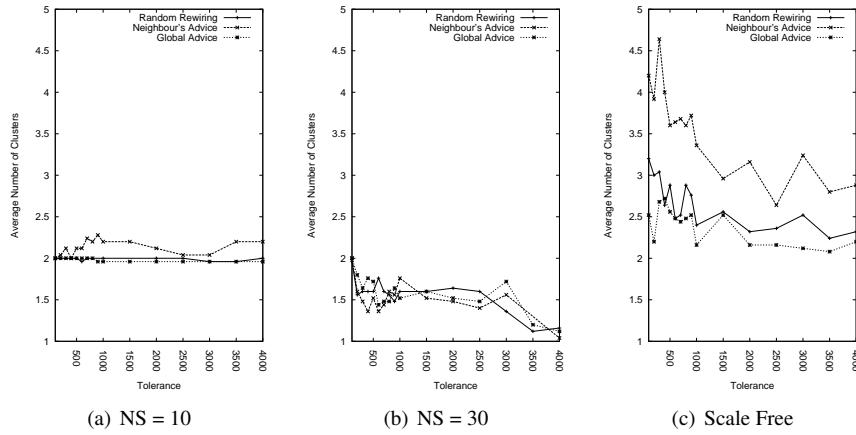 5
4.5
4
3.5
3
2.5
2
1.5
1
Average Number of Clusters
Random Rewiring
Neighbour's Advice
Global Advice
500
1000
1500
2000
2500
3000
3500
4000
Tolerance
(a) NS = 10
5
4.5
4
3.5
3
2.5
2
1.5
1
Average Number of Clusters
Random Rewiring
Neighbour's Advice
Global Advice
500
1000
1500
2000
2500
3000
3500
4000
Tolerance
(b) NS = 30
5
4.5
4
3.5
3
2.5
2
1.5
1
Average Number of Clusters
Random Rewiring
Neighbour's Advice
Global Advice
500
1000
1500
2000
2500
3000
3500
4000
Tolerance
(c) Scale Free